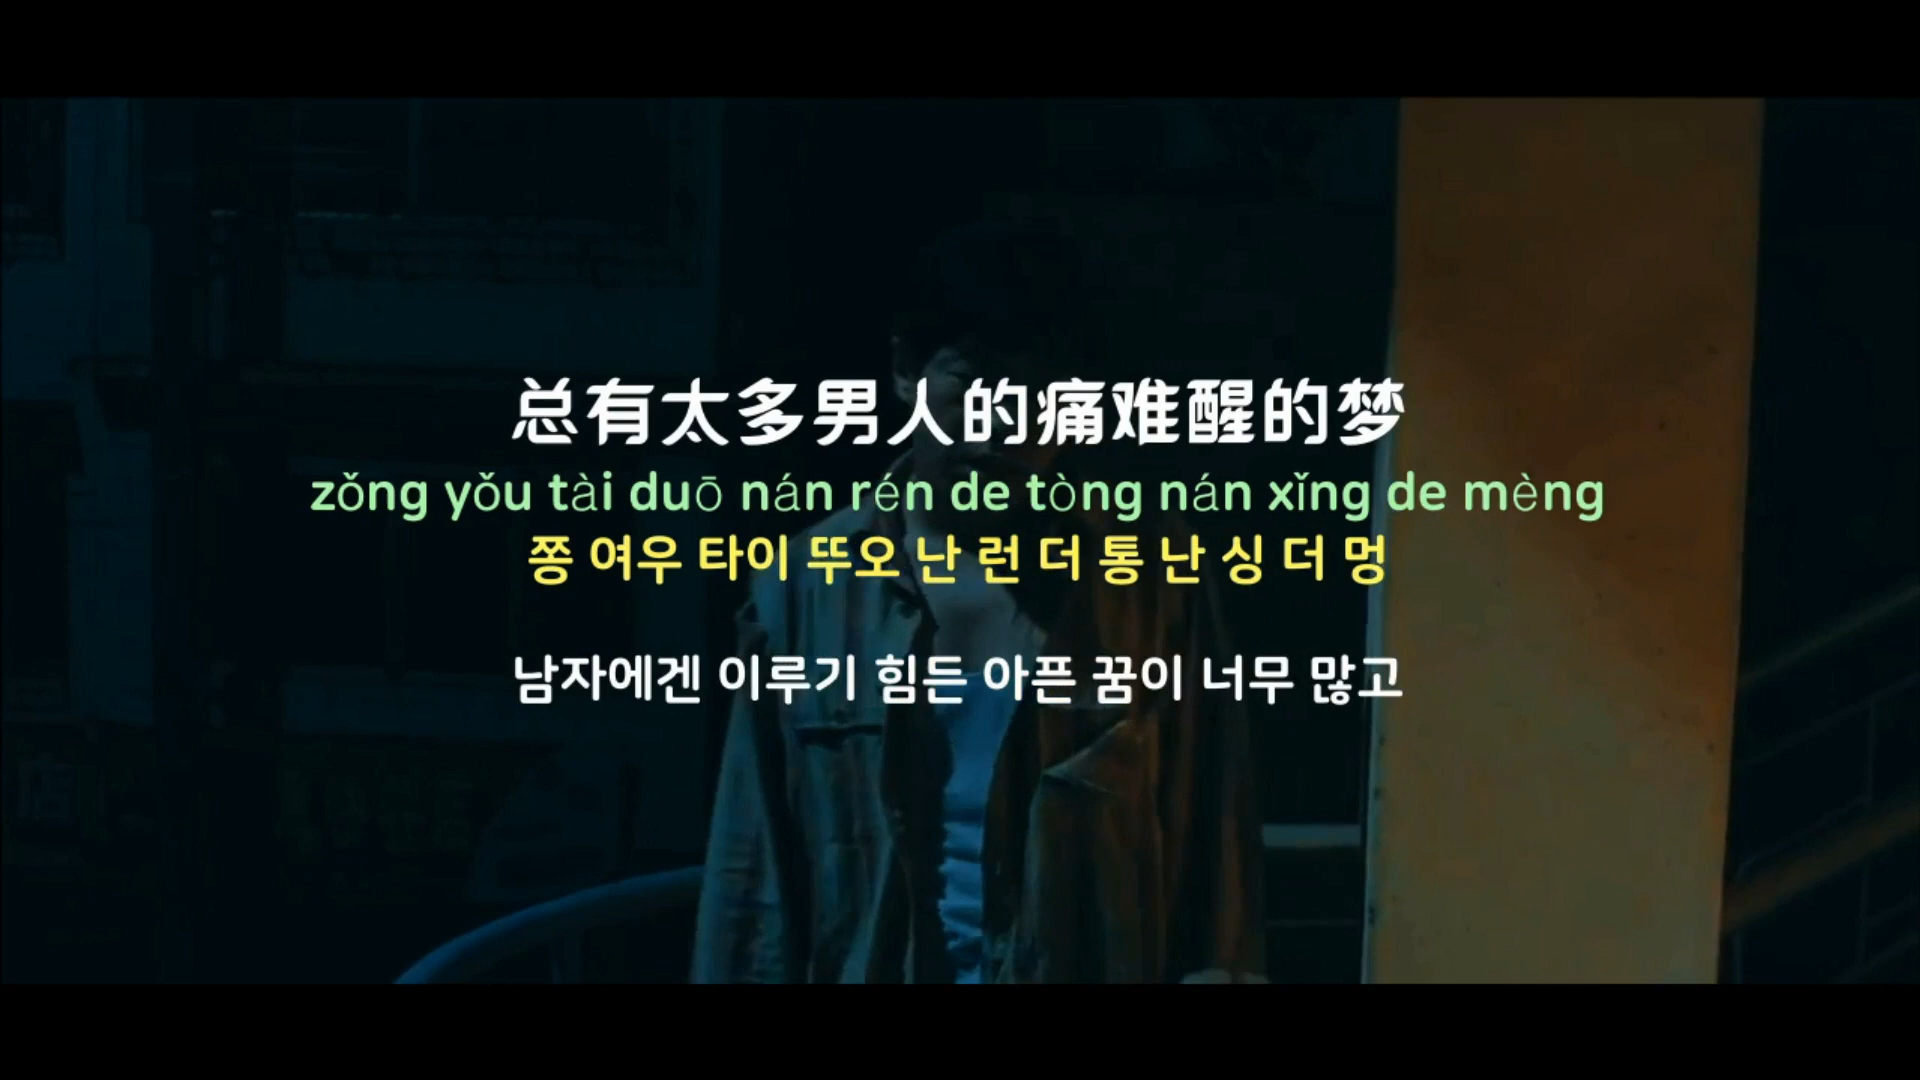 总有太多男人的痛难醒的梦
zǒng yǒu tài duō nán rén de tòng nán xǐng de mèng
쫑 여우 타이 뚜오 난 런 더 통 난 싱 더 멍
남자에겐 이루기 힘든 아픈 꿈이 너무 많고